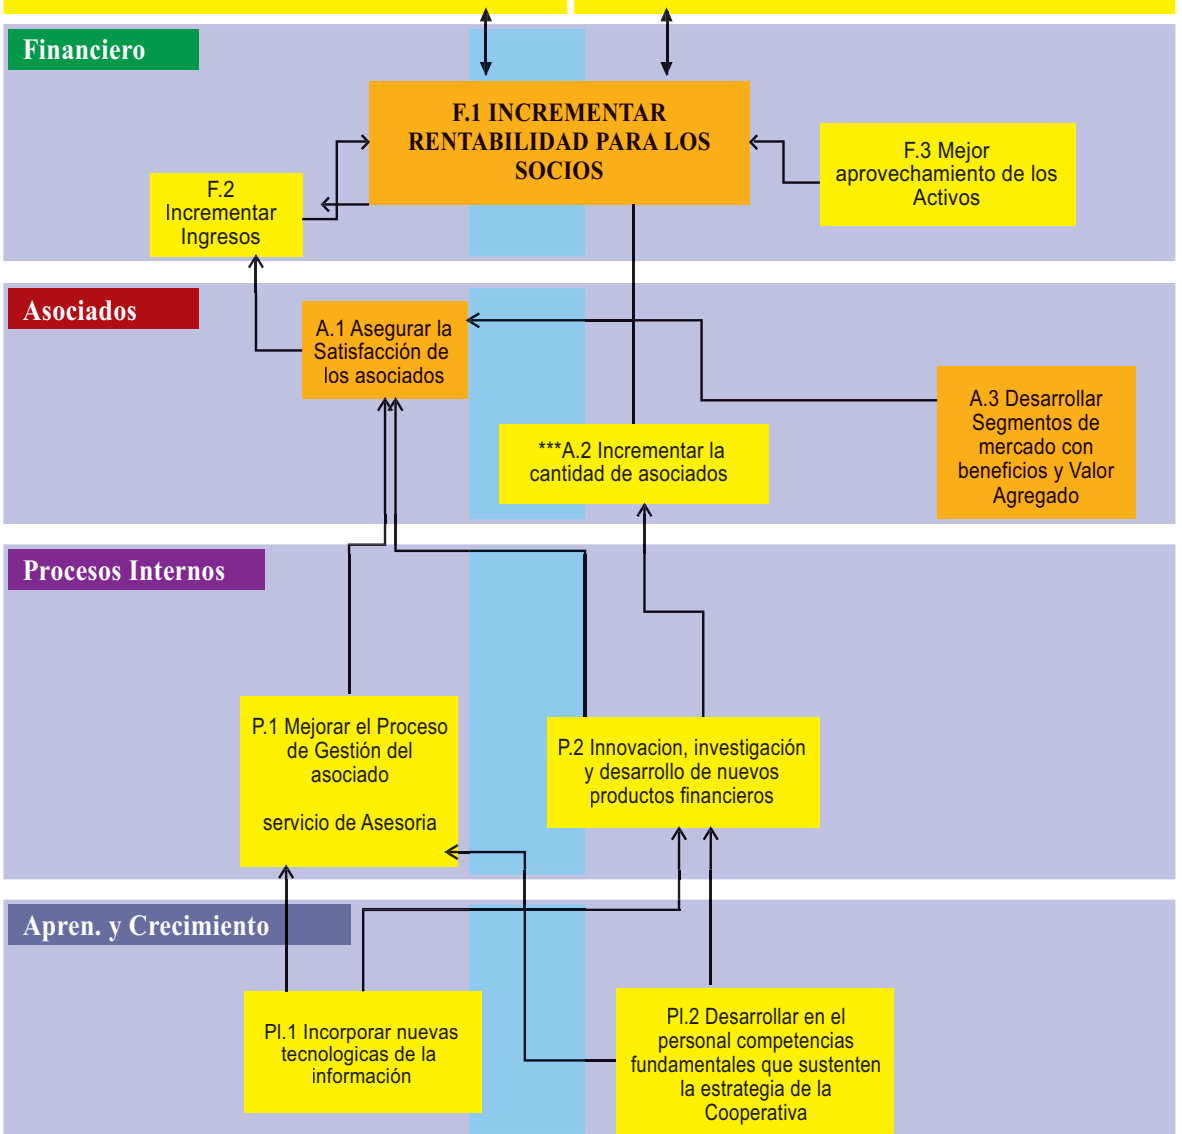 Financiero
F.1 INCREMENTAR
RENTABILIDAD PARA LOS
SOCIOS
F.3 Mejor
aprovechamiento de los
Activos
F.2
Incrementar
Ingresos
Asociados
A.1 Asegurar la
Satisfacción de
los asociados
A.3 Desarrollar
Segmentos de
mercado con
beneficios y Valor
Agregado
***A.2 Incrementar la
cantidad de asociados
Procesos Internos
P.1 Mejorar el Proceso
de Gestión del
asociado
servicio de Asesoria
P.2 Innovacion, investigación
y desarrollo de nuevos
productos financieros
Apren. y Crecimiento
Pl.1 Incorporar nuevas
tecnologicas de la
información
Pl.2 Desarrollar en el
personal competencias
fundamentales que sustenten
la estrategia de la
Cooperativa